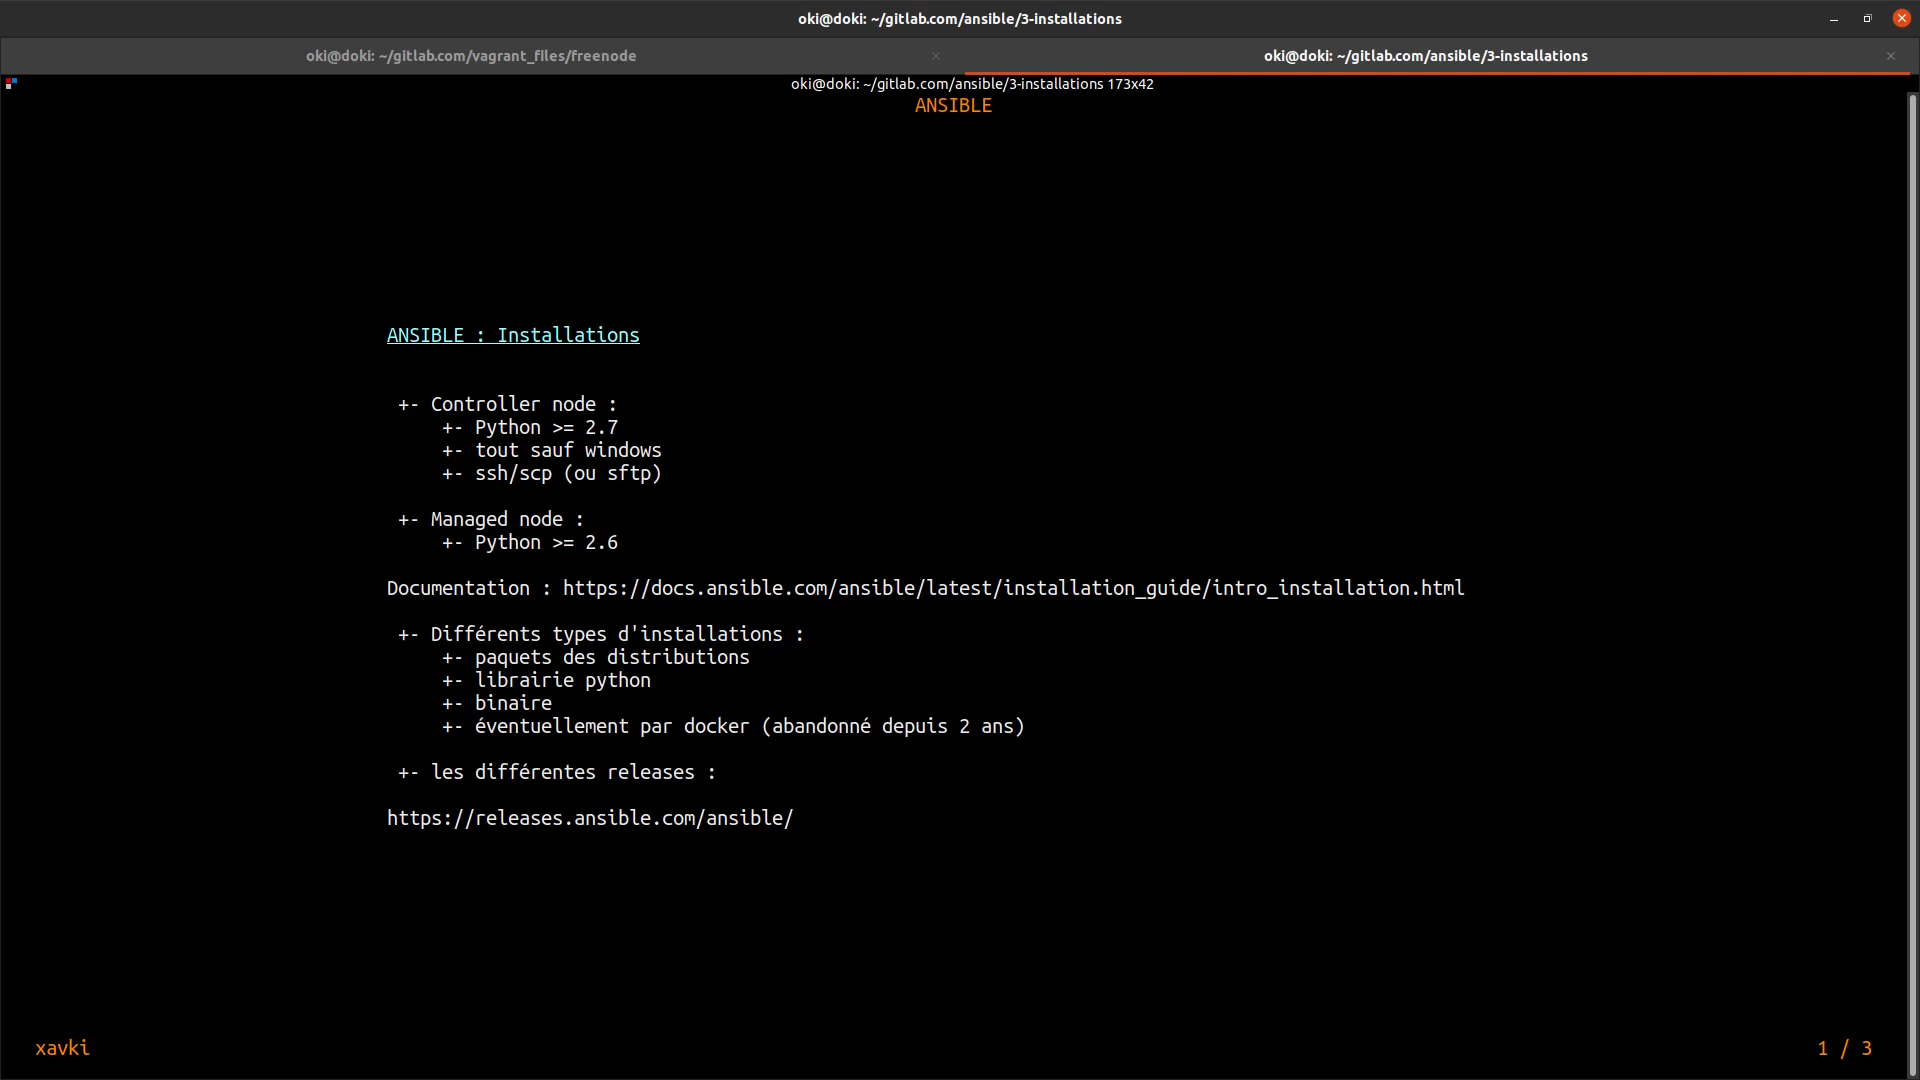 oki@doki: ~/gitlab.com/ansible/3-installations
oki@doki: ~/gitlab.com/vagrant_files/freenode
oki@doki: ~/gitlab.com/ansible/3-installations
oki@doki: ~/gitlab.com/ansible/3-installations 173x42
ANSIBLE
ANSIBLE : Installations
+- Controller node :
+- Python >= 2.7
+- tout sauf windows
+- ssh/scp (ou sftp)
+- Managed node :
+- Python >= 2.6
Documentation : https://docs.ansible.com/ansible/latest/installation_guide/intro_installation.html
+- Différents types d'installations :
+- paquets des distributions
+- librairie python
+- binaire
+- éventuellement par docker (abandonné depuis 2 ans)
+- les différentes releases :
https://releases.ansible.com/ansible/
xavki
1 / 3